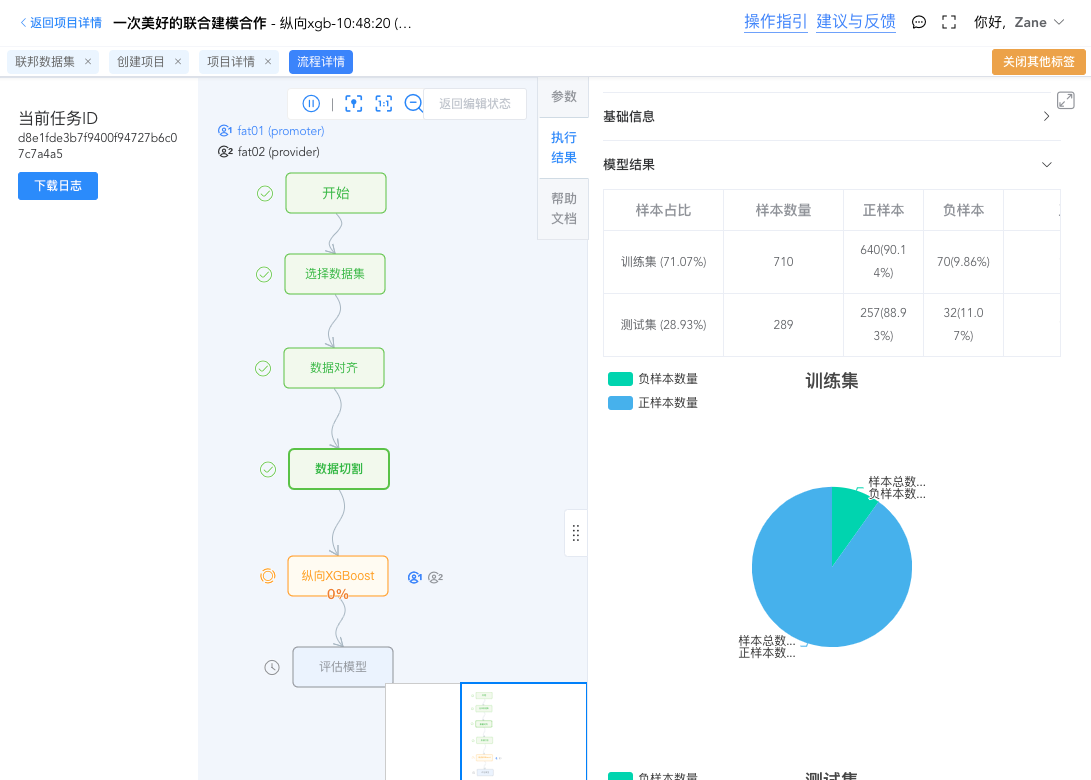 返回项目详情 一次美好的联合建模合作 - 纵向xgb-10:48:20 (...
操作指引 建议与反馈 你好, Zane
联邦数据集 × 创建项目 × 项目详情 × 流程详情 关闭其他标签
当前任务ID
d8e1fde3b7f9400f94727b6c0
7c7a4a5
下载日志
1:1 返回编辑状态
fat01 (promoter)
fat02 (provider)
开始
选择数据集
数据对齐
数据切割
纵向XGBoost
0%
评估模型
参数
执行
结果
帮助
文档
基础信息
模型结果
样本占比 样本数量 正样本 负样本
训练集 (71.07%) 710 640(90.1
4%) 70(9.86%)
测试集 (28.93%) 289 257(88.9
3%) 32(11.0
7%)
负样本数量
正样本数量
训练集
样本总数...
负样本数...
样本总数...
正样本数...
负样本数量
测试集